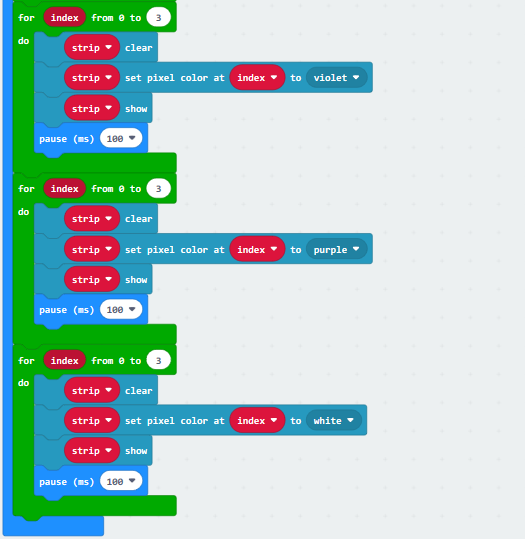 for index from 0 to 3
do
strip clear
strip set pixel color at index to violet
strip show
pause (ms) 100
for index from 0 to 3
do
strip clear
strip set pixel color at index to purple
strip show
pause (ms) 100
for index from 0 to 3
do
strip clear
strip set pixel color at index to white
strip show
pause (ms) 100